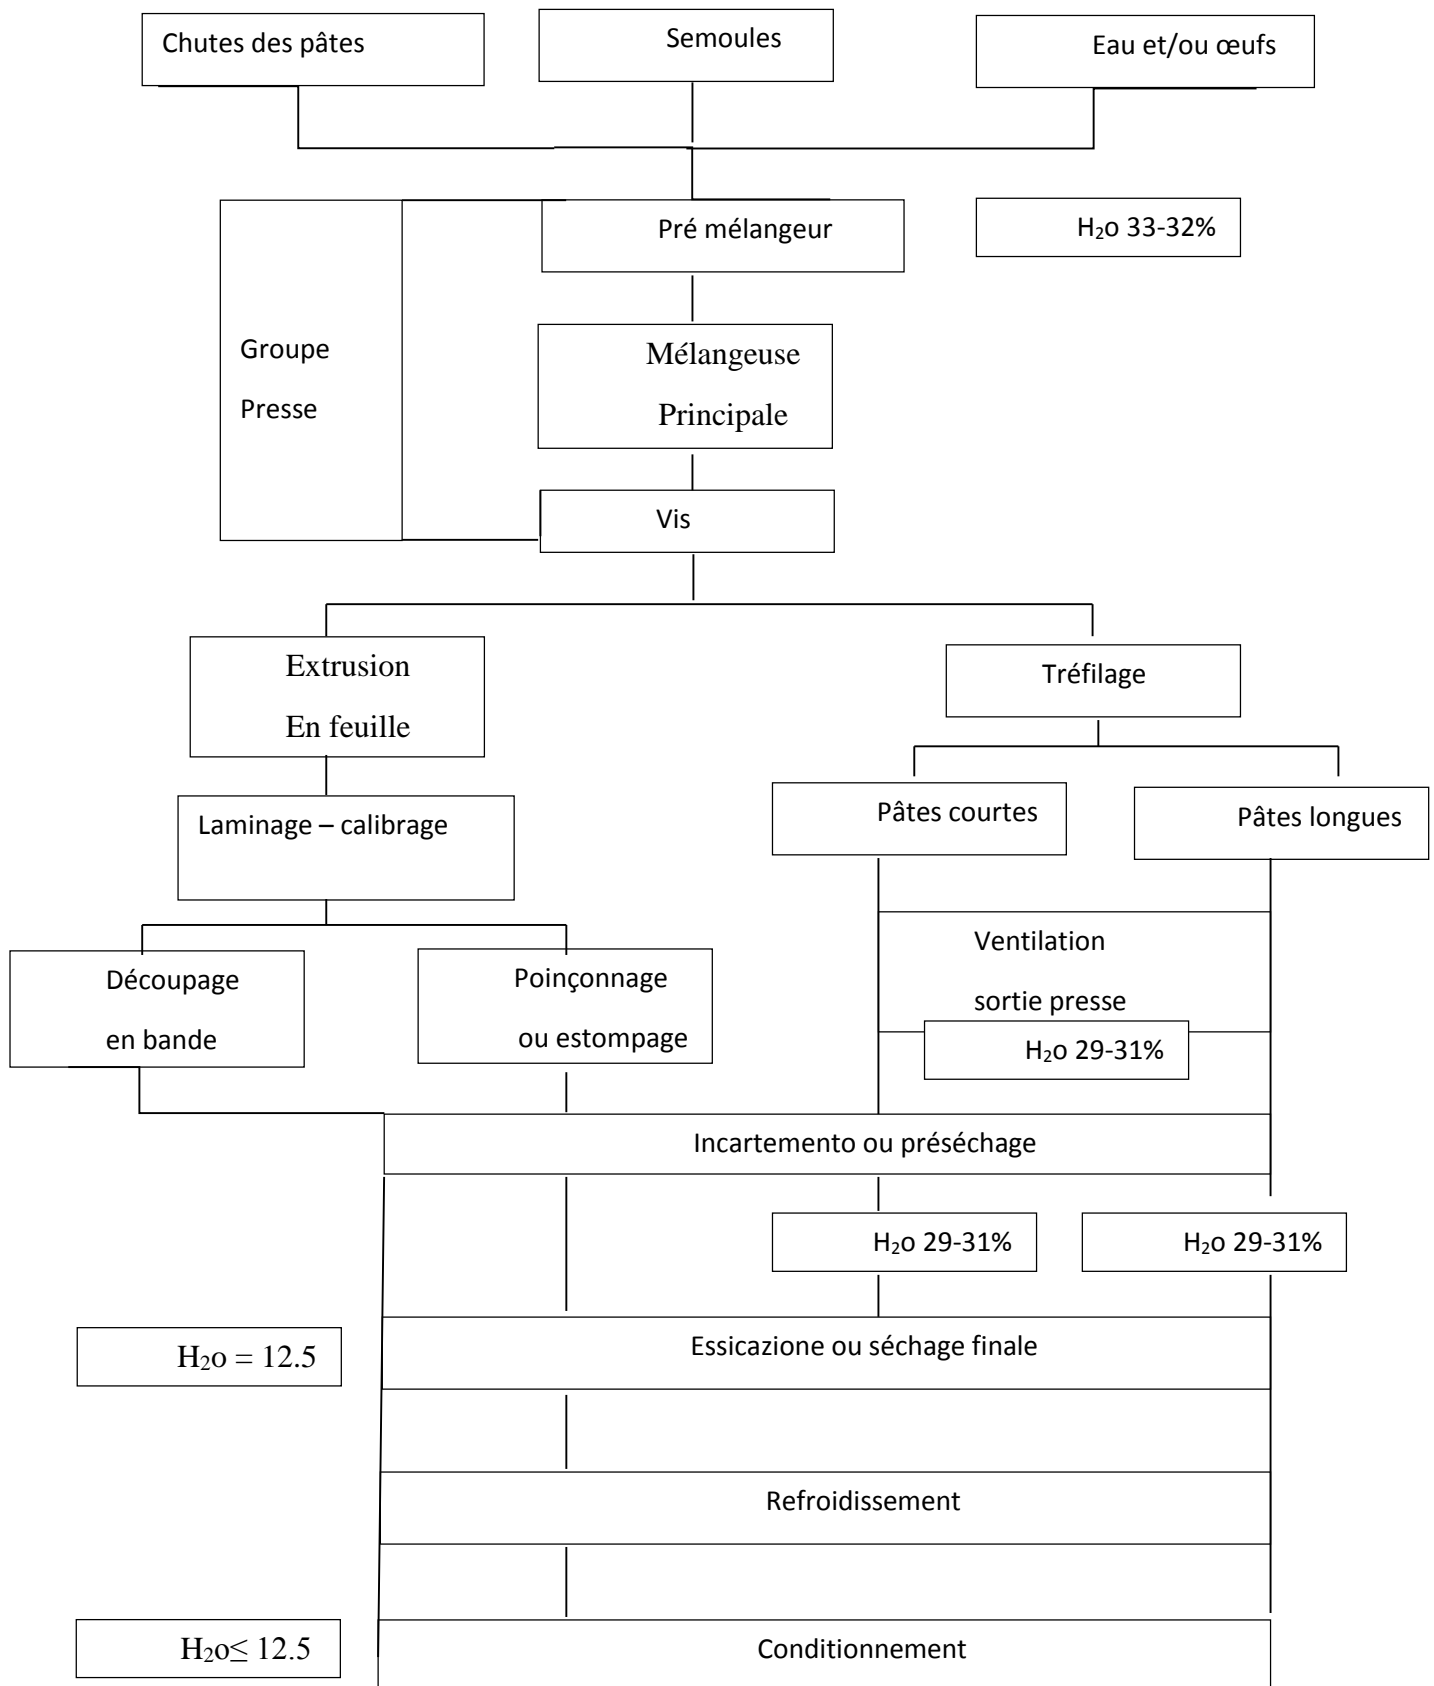 Chutes des pâtes
Semoules
Eau et/ou œufs
Pré mélangeur
H₂o 33-32%
Groupe
Presse
Mélangeuse
Principale
Vis
Extrusion
En feuille
Tréfilage
Laminage – calibrage
Pâtes courtes
Pâtes longues
Découpage
en bande
Poinçonnage
ou estompage
Ventilation
sortie presse
H₂o 29-31%
Incartemento ou préséchage
H₂o 29-31%
H₂o 29-31%
H₂o = 12.5
Essicazione ou séchage finale
Refroidissement
H₂o≤ 12.5
Conditionnement